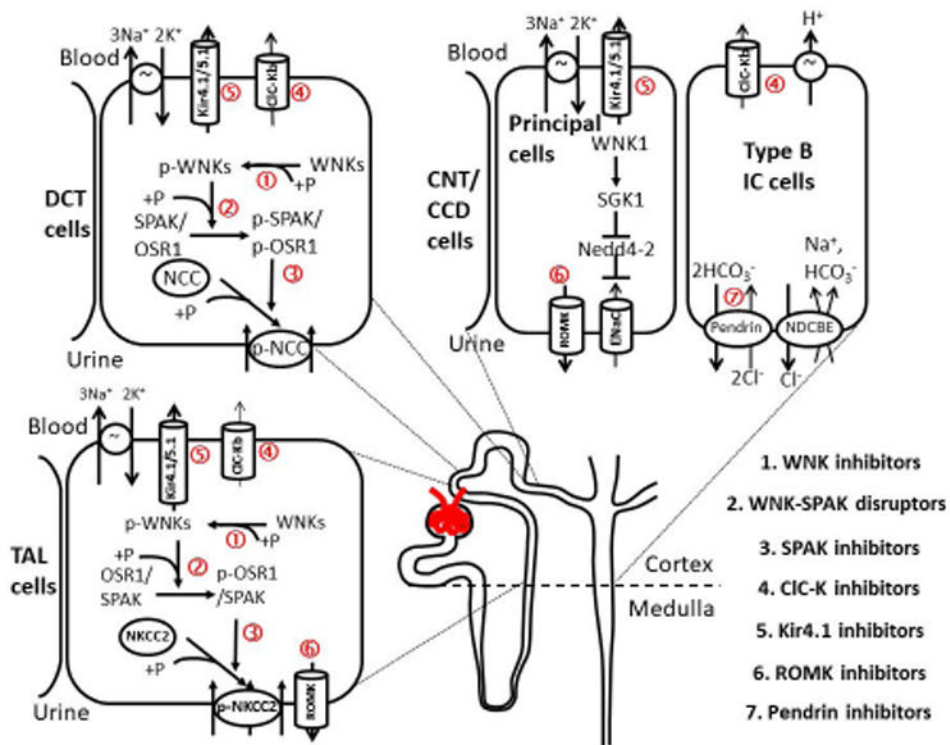 3Na⁺ 2K⁺
Blood
~
Kir4.1/5.1
⑤
ClC-Kb
④
p-WNKs
WNKs
①
+P
+P
②
SPAK/
OSR1
p-SPAK/
p-OSR1
③
NCC
+P
p-NCC
DCT
cells
Urine
3Na⁺ 2K⁺
Blood
~
Kir4.1/5.1
⑤
Principal
cells
WNK1
SGK1
Nedd4-2
⑥
ROMK
ENaC
CNT/
CCD
cells
Urine
ClC-Kb
④
H⁺
~
Type B
IC cells
2HCO₃⁻
⑦
Pendrin
2Cl⁻
Na⁺,
HCO₃⁻
NDCBE
Cl⁻
3Na⁺ 2K⁺
Blood
~
Kir4.1/5.1
⑤
ClC-Kb
④
p-WNKs
WNKs
①
+P
+P
②
OSR1/
SPAK
p-OSR1
/SPAK
③
NKCC2
+P
p-NKCC2
⑥
ROMK
TAL
cells
Urine
Cortex
Medulla
1. WNK inhibitors
2. WNK-SPAK disruptors
3. SPAK inhibitors
4. ClC-K inhibitors
5. Kir4.1 inhibitors
6. ROMK inhibitors
7. Pendrin inhibitors